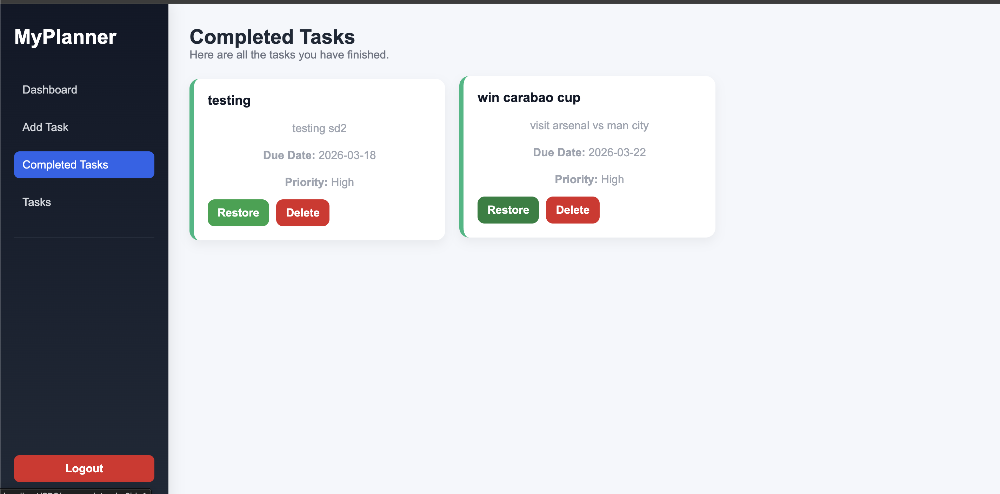 MyPlanner
Dashboard
Add Task
Completed Tasks
Tasks
Logout
Completed Tasks
Here are all the tasks you have finished.
testing
testing sd2
Due Date: 2026-03-18
Priority: High
Restore Delete
win carabao cup
visit arsenal vs man city
Due Date: 2026-03-22
Priority: High
Restore Delete